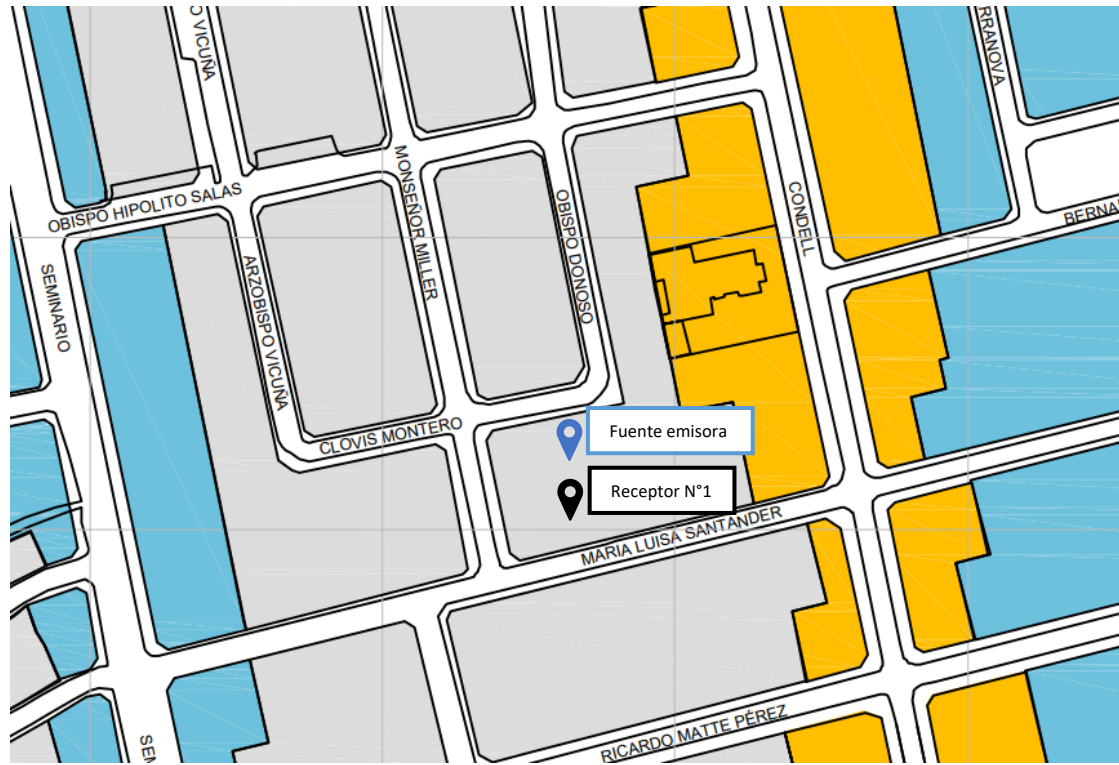 O VICUÑA
RRANOVA
OBISPO HIPOLITO SALAS
MONSEÑOR MILLER
OBISPO DONOSO
CONDELL
BERNA
SEMINARIO
ARZOBISPO VICUÑA
CLOVIS MONTERO
Fuente emisora
Receptor N°1
MARIA LUISA SANTANDER
RICARDO MATTE PÉREZ
SEM